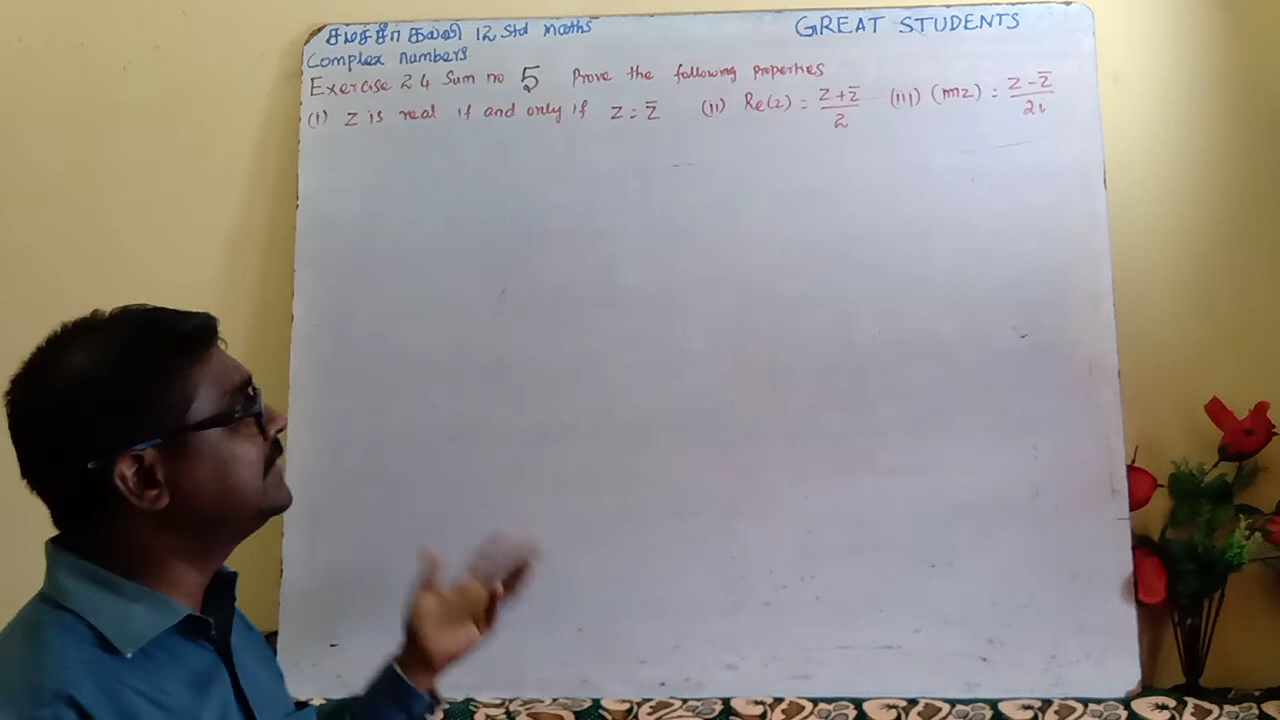 சமச்சீர் கல்வி 12 Std maths GREAT STUDENTS
Complex numbers
Exercise 2 4 Sum no 5 Prove the following properties
(i) Z is real if and only if Z = z̄ (ii) Re(z) = (Z + z̄)/2 (iii) (mz) = (Z - z̄)/2i